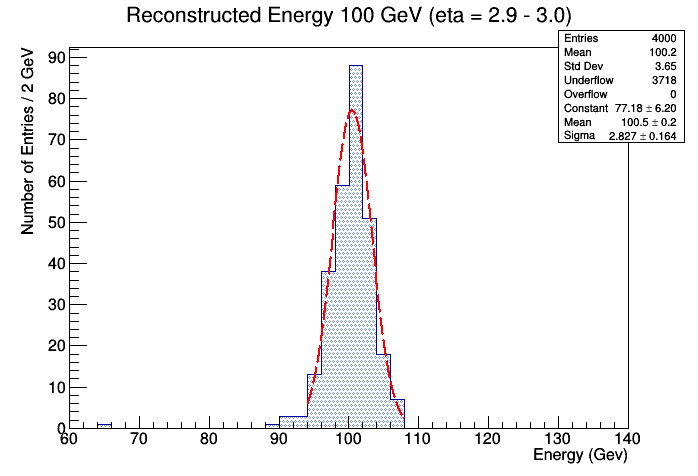 Reconstructed Energy 100 GeV (eta = 2.9 - 3.0)
Entries 4000
Mean 100.2
Std Dev 3.65
Underflow 3718
Overflow 0
Constant 77.18 ± 6.20
Mean 100.5 ± 0.2
Sigma 2.827 ± 0.164
Number of Entries / 2 GeV
90
80
70
60
50
40
30
20
10
0
60 70 80 90 100 110 120 130 140
Energy (Gev)